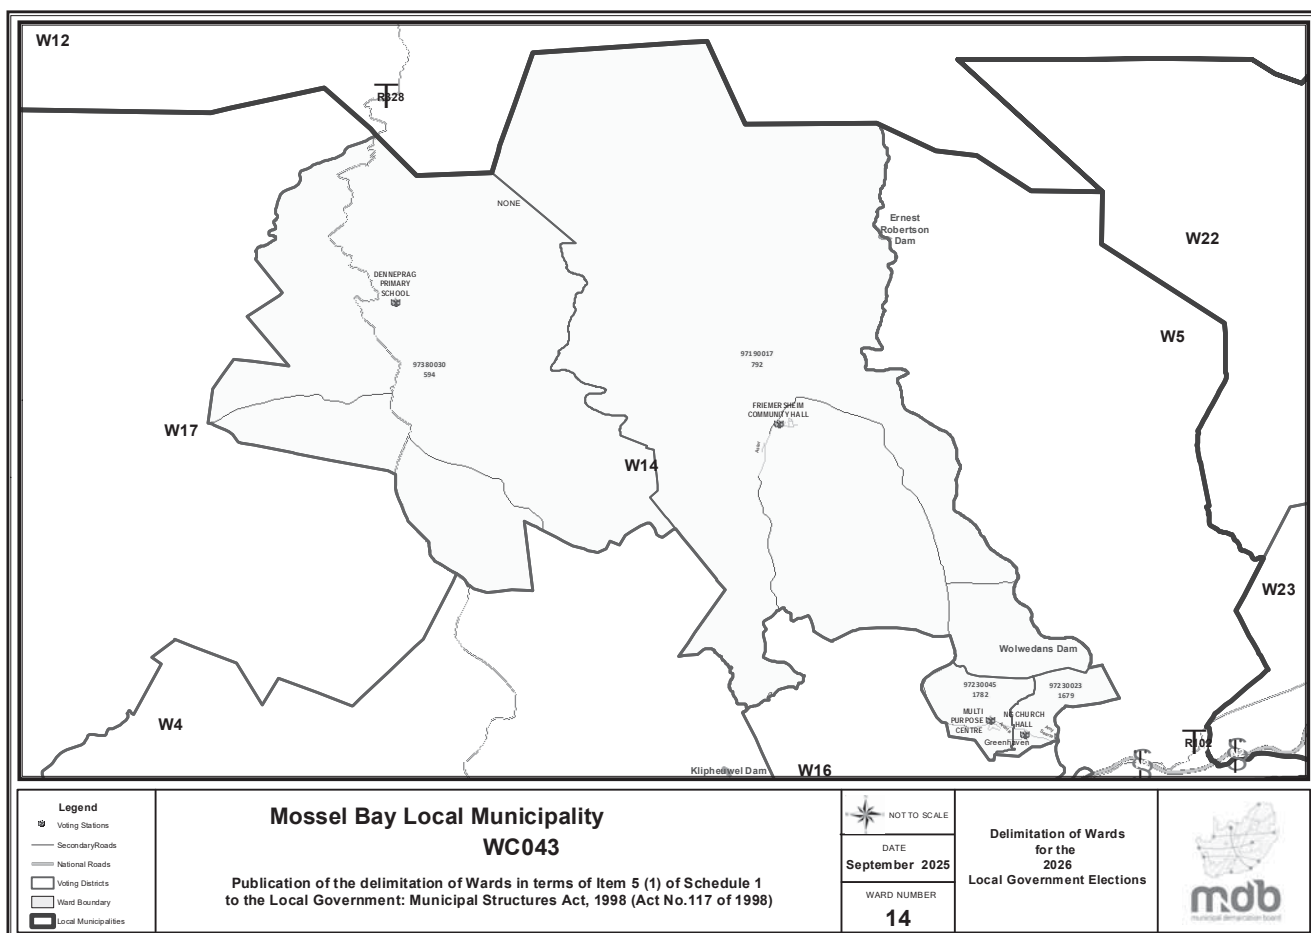 W12
R328
NONE
Ernest
Robertson
Dam
W22
DENNEPRAG
PRIMARY
SCHOOL
W5
97380030
594
97190017
792
FRIEMERSHEIM
COMMUNITY HALL
W17
W14
W23
Wolwedans Dam
97230045
1782
97230023
1679
MULTI
PURPOSE
CENTRE
NG CHURCH
HALL
Greenhaven
W4
R102
Klipheuwel Dam
W16
Legend
Voting Stations
SecondaryRoads
National Roads
Voting Districts
Ward Boundary
Local Municipalities
Mossel Bay Local Municipality
WC043
Publication of the delimitation of Wards in terms of Item 5 (1) of Schedule 1
to the Local Government: Municipal Structures Act, 1998 (Act No.117 of 1998)
NOT TO SCALE
DATE
September 2025
WARD NUMBER
14
Delimitation of Wards
for the
2026
Local Government Elections
mdb
municipal demarcation board